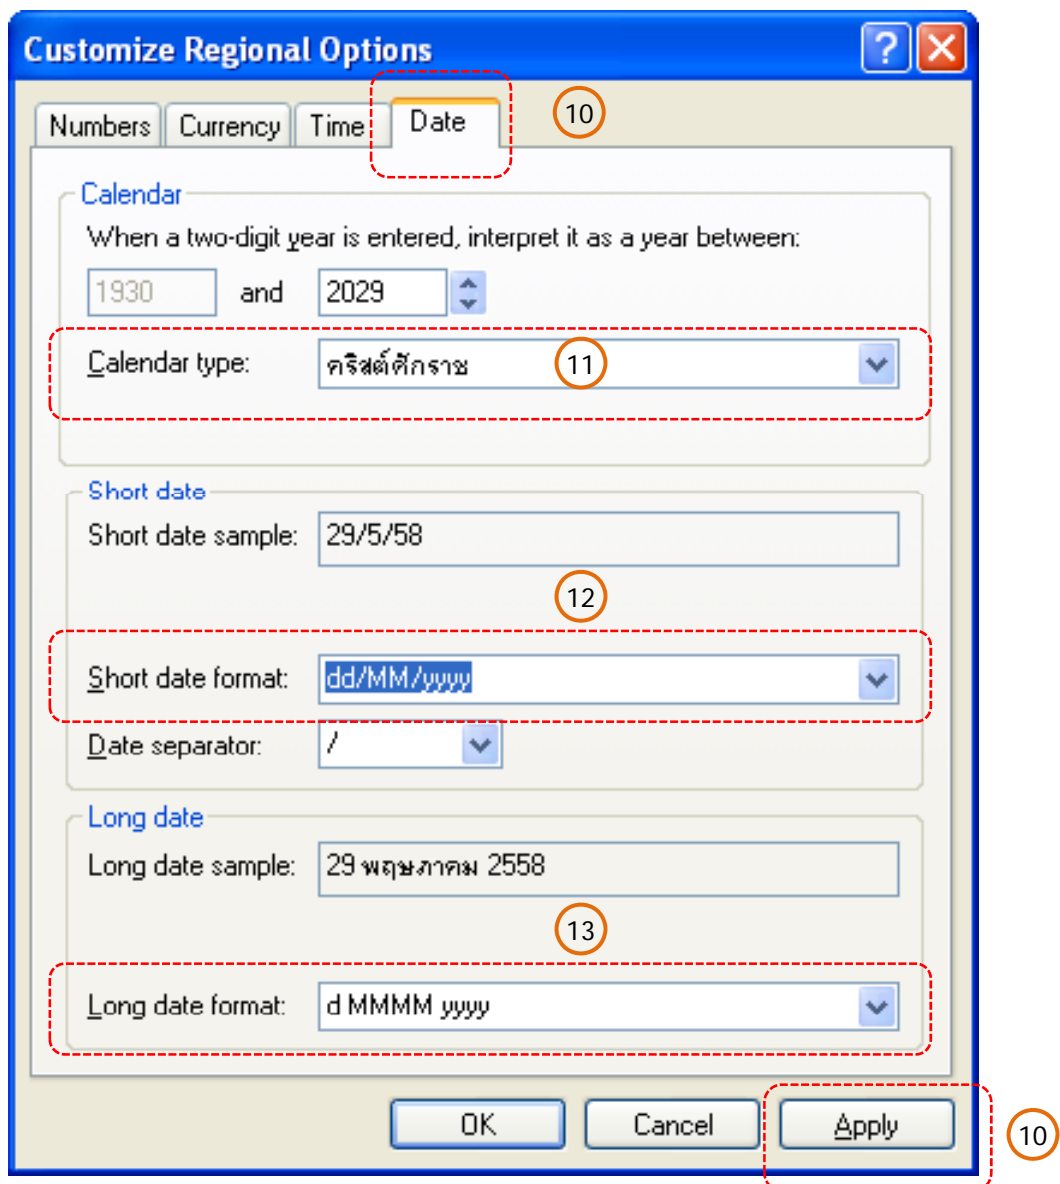 Customize Regional Options
Numbers Currency Time Date 10
Calendar
When a two-digit year is entered, interpret it as a year between:
1930 and 2029
Calendar type: คริสต์ศักราช 11
Short date
Short date sample: 29/5/58
12
Short date format: dd/MM/yyyy
Date separator: /
Long date
Long date sample: 29 พฤษภาคม 2558
13
Long date format: d MMMM yyyy
OK Cancel Apply 10